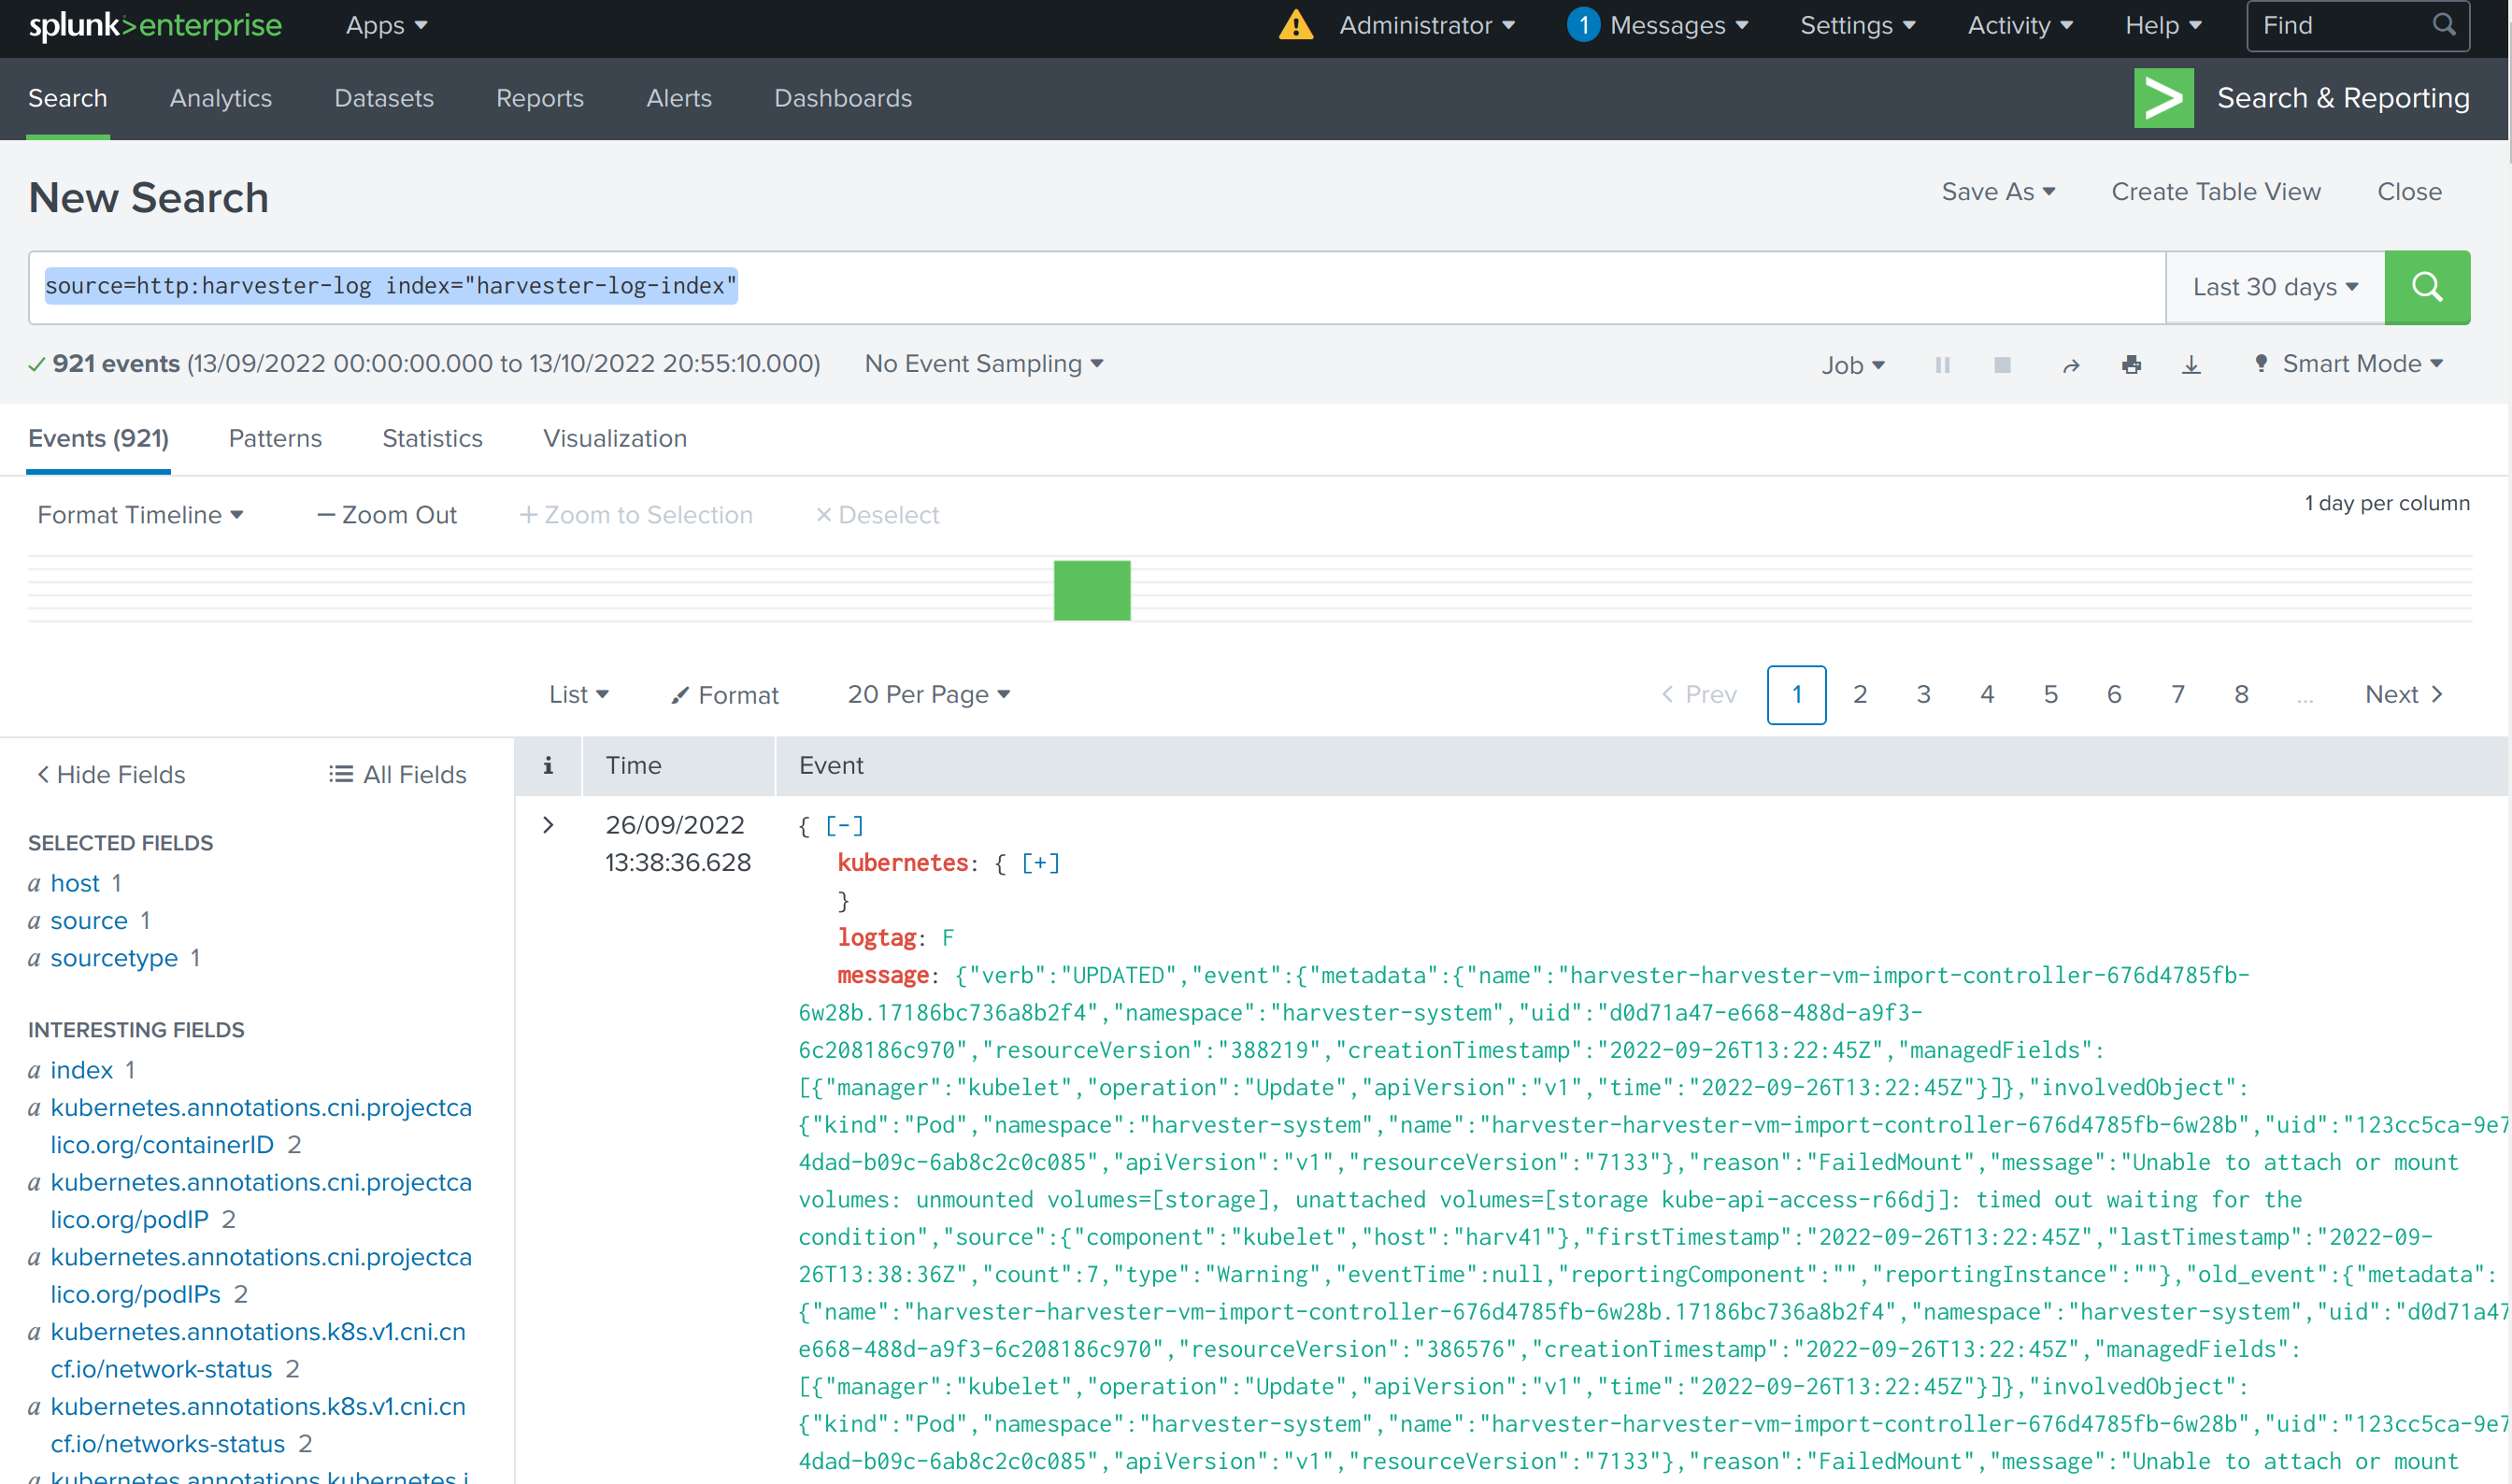 splunk>enterprise Apps Administrator 1 Messages Settings Activity Help Find
Search Analytics Datasets Reports Alerts Dashboards Search & Reporting
New Search Save As Create Table View Close
source=http:harvester-log index="harvester-log-index" Last 30 days
921 events (13/09/2022 00:00:00.000 to 13/10/2022 20:55:10.000) No Event Sampling Job Smart Mode
Events (921) Patterns Statistics Visualization
Format Timeline — Zoom Out + Zoom to Selection × Deselect 1 day per column
List Format 20 Per Page < Prev 1 2 3 4 5 6 7 8 ... Next >
< Hide Fields All Fields
SELECTED FIELDS
a host 1
a source 1
a sourcetype 1
INTERESTING FIELDS
a index 1
a kubernetes.annotations.cni.projectca
lico.org/containerID 2
a kubernetes.annotations.cni.projectca
lico.org/podIP 2
a kubernetes.annotations.cni.projectca
lico.org/podIPs 2
a kubernetes.annotations.k8s.v1.cni.cn
cf.io/network-status 2
a kubernetes.annotations.k8s.v1.cni.cn
cf.io/networks-status 2
a kubernetes.annotations.kubernetes.i
i Time Event
> 26/09/2022
13:38:36.628
{ [-]
kubernetes: { [+]
}
logtag: F
message: {"verb":"UPDATED","event":{"metadata":{"name":"harvester-harvester-vm-import-controller-676d4785fb-
6w28b.17186bc736a8b2f4","namespace":"harvester-system","uid":"d0d71a47-e668-488d-a9f3-
6c208186c970","resourceVersion":"388219","creationTimestamp":"2022-09-26T13:22:45Z","managedFields":
[{"manager":"kubelet","operation":"Update","apiVersion":"v1","time":"2022-09-26T13:22:45Z"}]},"involvedObject":
{"kind":"Pod","namespace":"harvester-system","name":"harvester-harvester-vm-import-controller-676d4785fb-6w28b","uid":"123cc5ca-9e7
4dad-b09c-6ab8c2c0c085","apiVersion":"v1","resourceVersion":"7133"},"reason":"FailedMount","message":"Unable to attach or mount
volumes: unmounted volumes=[storage], unattached volumes=[storage kube-api-access-r66dj]: timed out waiting for the
condition","source":{"component":"kubelet","host":"harv41"},"firstTimestamp":"2022-09-26T13:22:45Z","lastTimestamp":"2022-09-
26T13:38:36Z","count":7,"type":"Warning","eventTime":null,"reportingComponent":"","reportingInstance":""},"old_event":{"metadata":
{"name":"harvester-harvester-vm-import-controller-676d4785fb-6w28b.17186bc736a8b2f4","namespace":"harvester-system","uid":"d0d71a47
e668-488d-a9f3-6c208186c970","resourceVersion":"386576","creationTimestamp":"2022-09-26T13:22:45Z","managedFields":
[{"manager":"kubelet","operation":"Update","apiVersion":"v1","time":"2022-09-26T13:22:45Z"}]},"involvedObject":
{"kind":"Pod","namespace":"harvester-system","name":"harvester-harvester-vm-import-controller-676d4785fb-6w28b","uid":"123cc5ca-9e7
4dad-b09c-6ab8c2c0c085","apiVersion":"v1","resourceVersion":"7133"},"reason":"FailedMount","message":"Unable to attach or mount